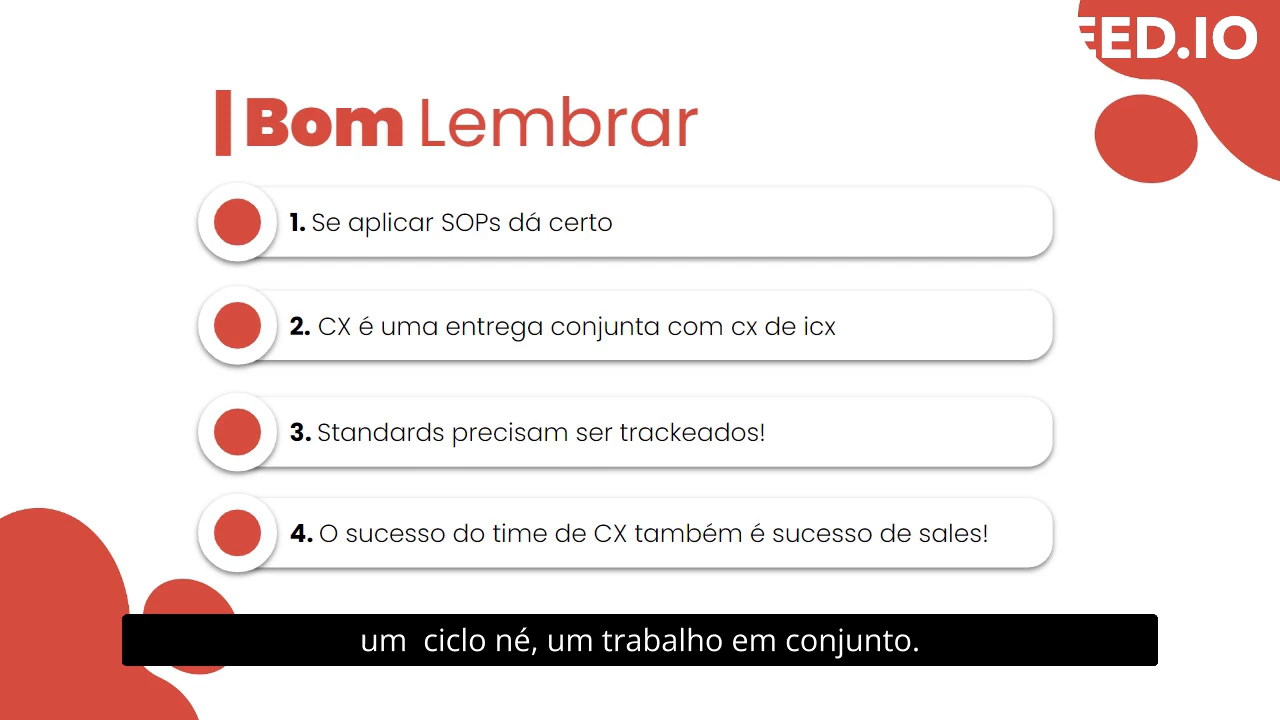 EED.IO
Bom Lembrar
1. Se aplicar SOPs dá certo
2. CX é uma entrega conjunta com cx de icx
3. Standards precisam ser trackeados!
4. O sucesso do time de CX também é sucesso de sales!
um ciclo né, um trabalho em conjunto.